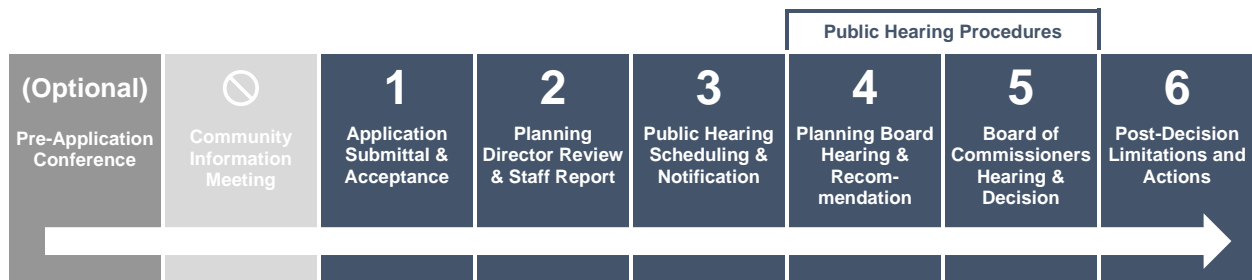 Public Hearing Procedures
(Optional)
Pre-Application
Conference
Community
Information
Meeting
1
Application
Submittal &
Acceptance
2
Planning
Director Review
& Staff Report
3
Public Hearing
Scheduling &
Notification
4
Planning Board
Hearing &
Recom-
mendation
5
Board of
Commissioners
Hearing &
Decision
6
Post-Decision
Limitations and
Actions